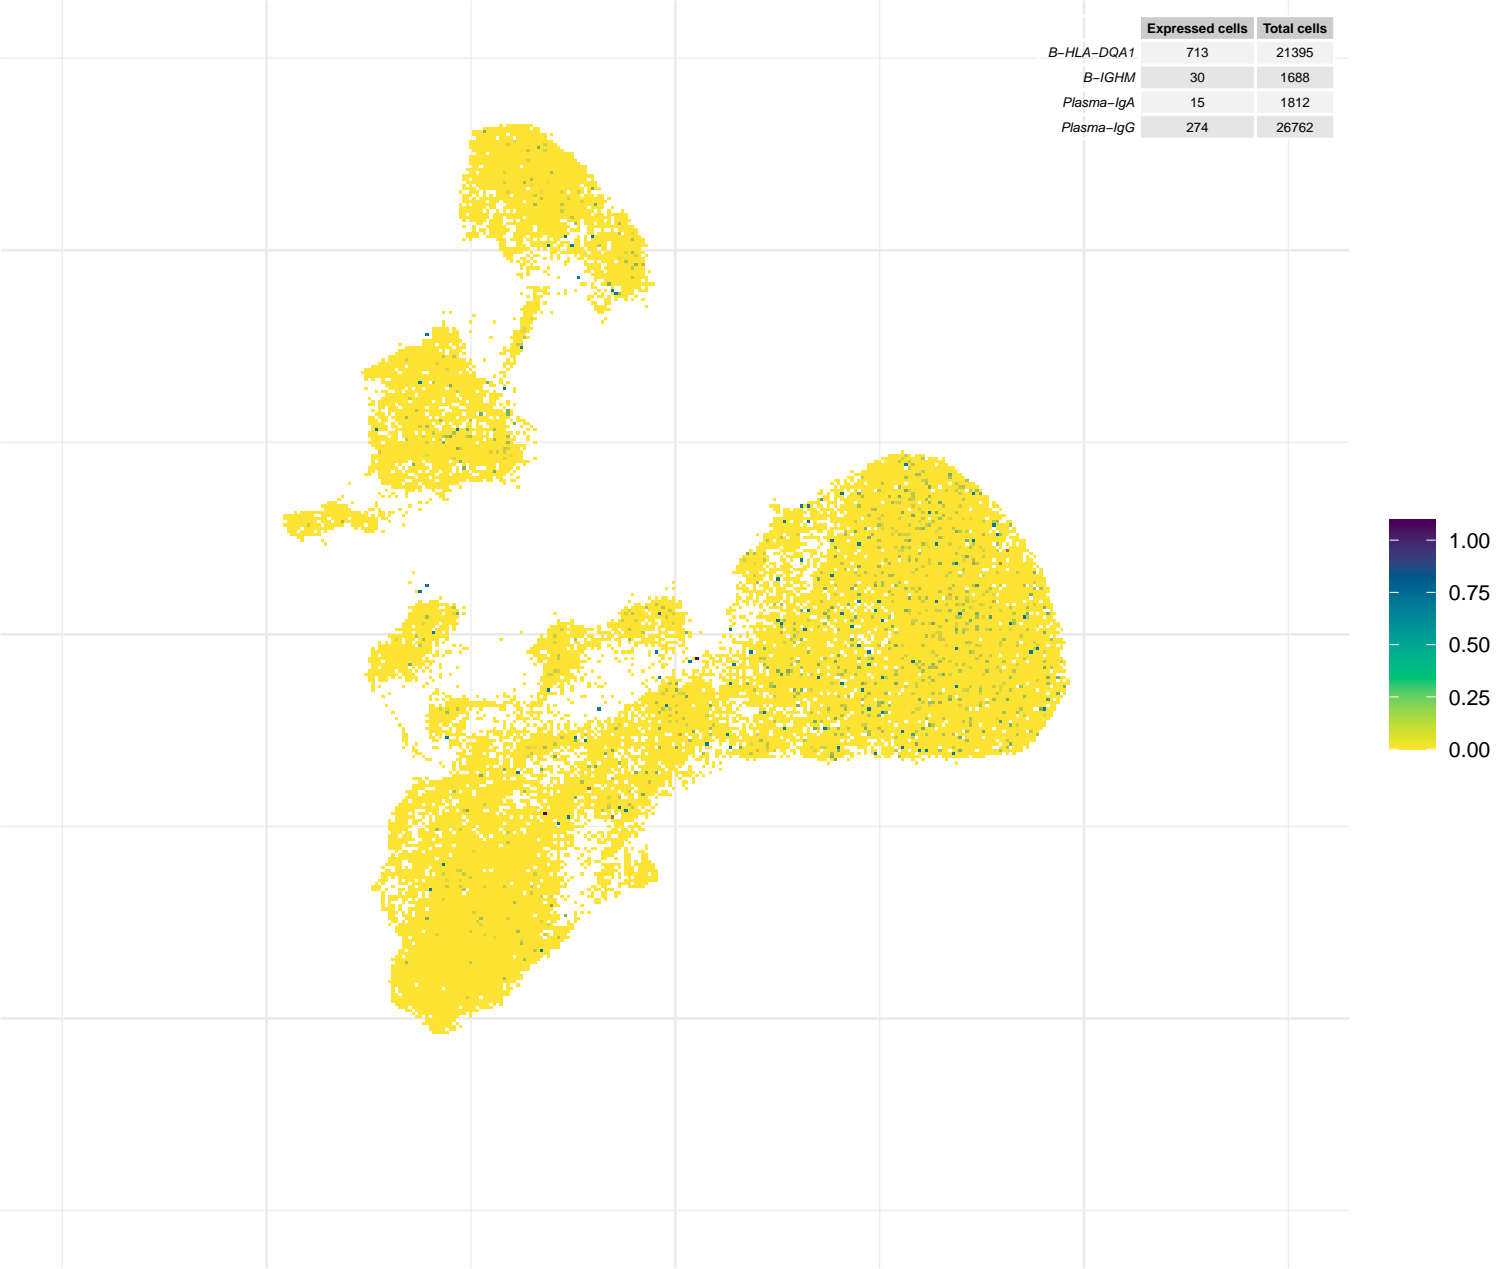 Expressed cells Total cells
B−HLA−DQA1 713 21395
B−IGHM 30 1688
Plasma−IgA 15 1812
Plasma−IgG 274 26762
1.00
0.75
0.50
0.25
0.00